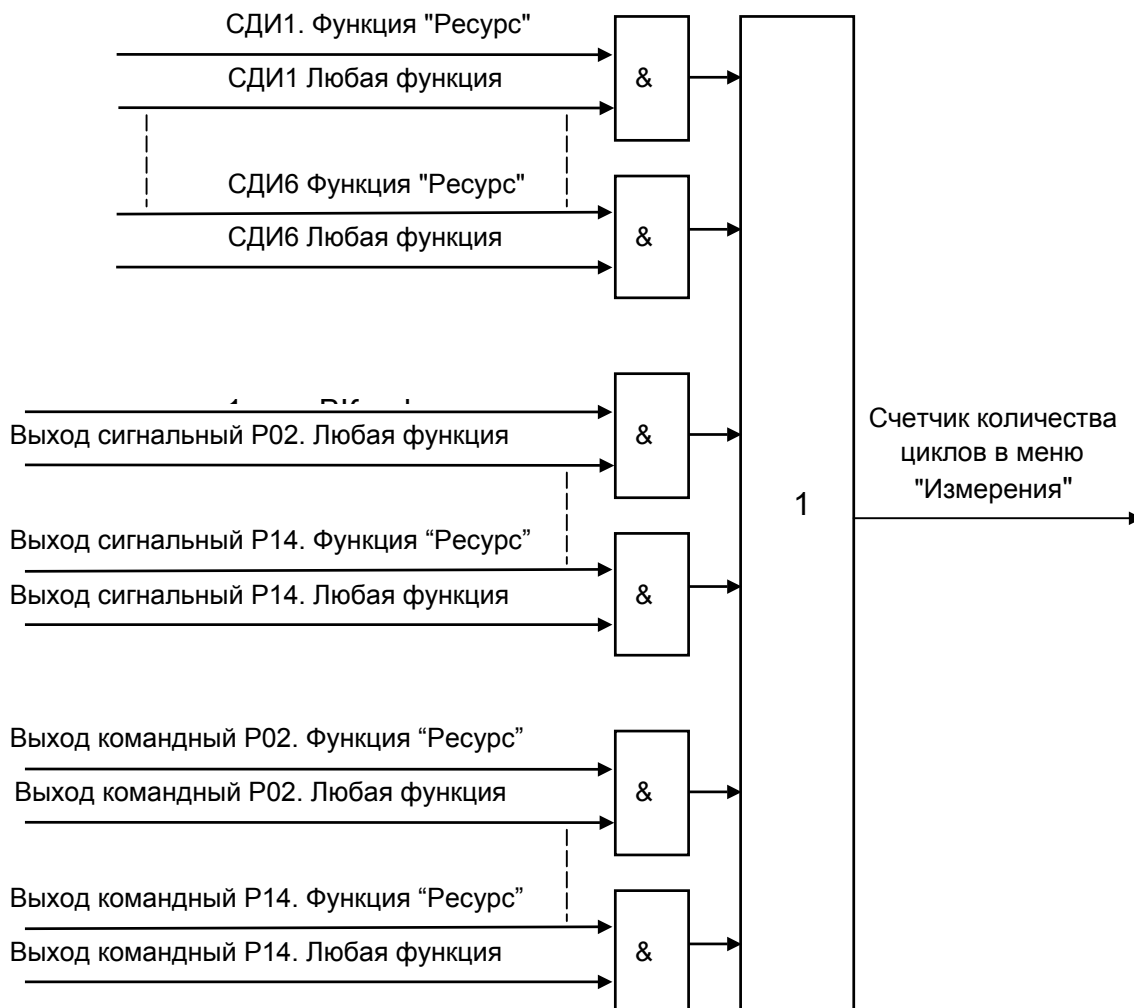 СДИ1. Функция "Ресурс"
СДИ1 Любая функция
&
СДИ6 Функция "Ресурс"
СДИ6 Любая функция
&
Выход сигнальный Р02. Любая функция
&
Выход сигнальный Р14. Функция “Ресурс”
Выход сигнальный Р14. Любая функция
&
Выход командный Р02. Функция “Ресурс”
Выход командный Р02. Любая функция
&
Выход командный Р14. Функция “Ресурс”
Выход командный Р14. Любая функция
&
1
Счетчик количества
циклов в меню
"Измерения"